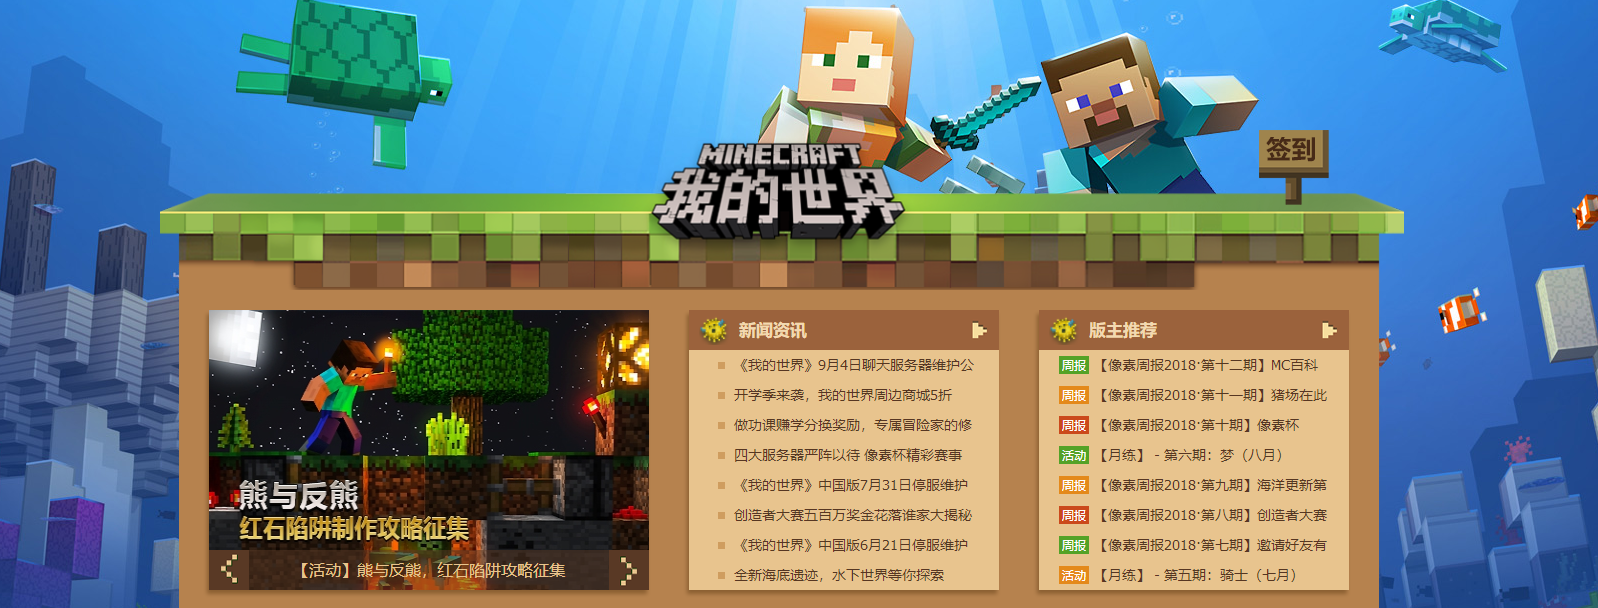 签到
MINECRAFT
我的世界
熊与反熊
红石陷阱制作攻略征集
【活动】熊与反熊，红石陷阱攻略征集
新闻资讯
《我的世界》9月4日聊天服务器维护公
开学季来袭，我的世界周边商城5折
做功课赚学分换奖励，专属冒险家的修
四大服务器严阵以待 像素杯精彩赛事
《我的世界》中国版7月31日停服维护
创造者大赛五百万奖金花落谁家大揭秘
《我的世界》中国版6月21日停服维护
全新海底遗迹，水下世界等你探索
版主推荐
周报 【像素周报2018·第十二期】MC百科
周报 【像素周报2018·第十一期】猪场在此
周报 【像素周报2018·第十期】像素杯
活动 【月练】 - 第六期：梦（八月）
周报 【像素周报2018·第九期】海洋更新第
周报 【像素周报2018·第八期】创造者大赛
周报 【像素周报2018·第七期】邀请好友有
活动 【月练】 - 第五期：骑士（七月）